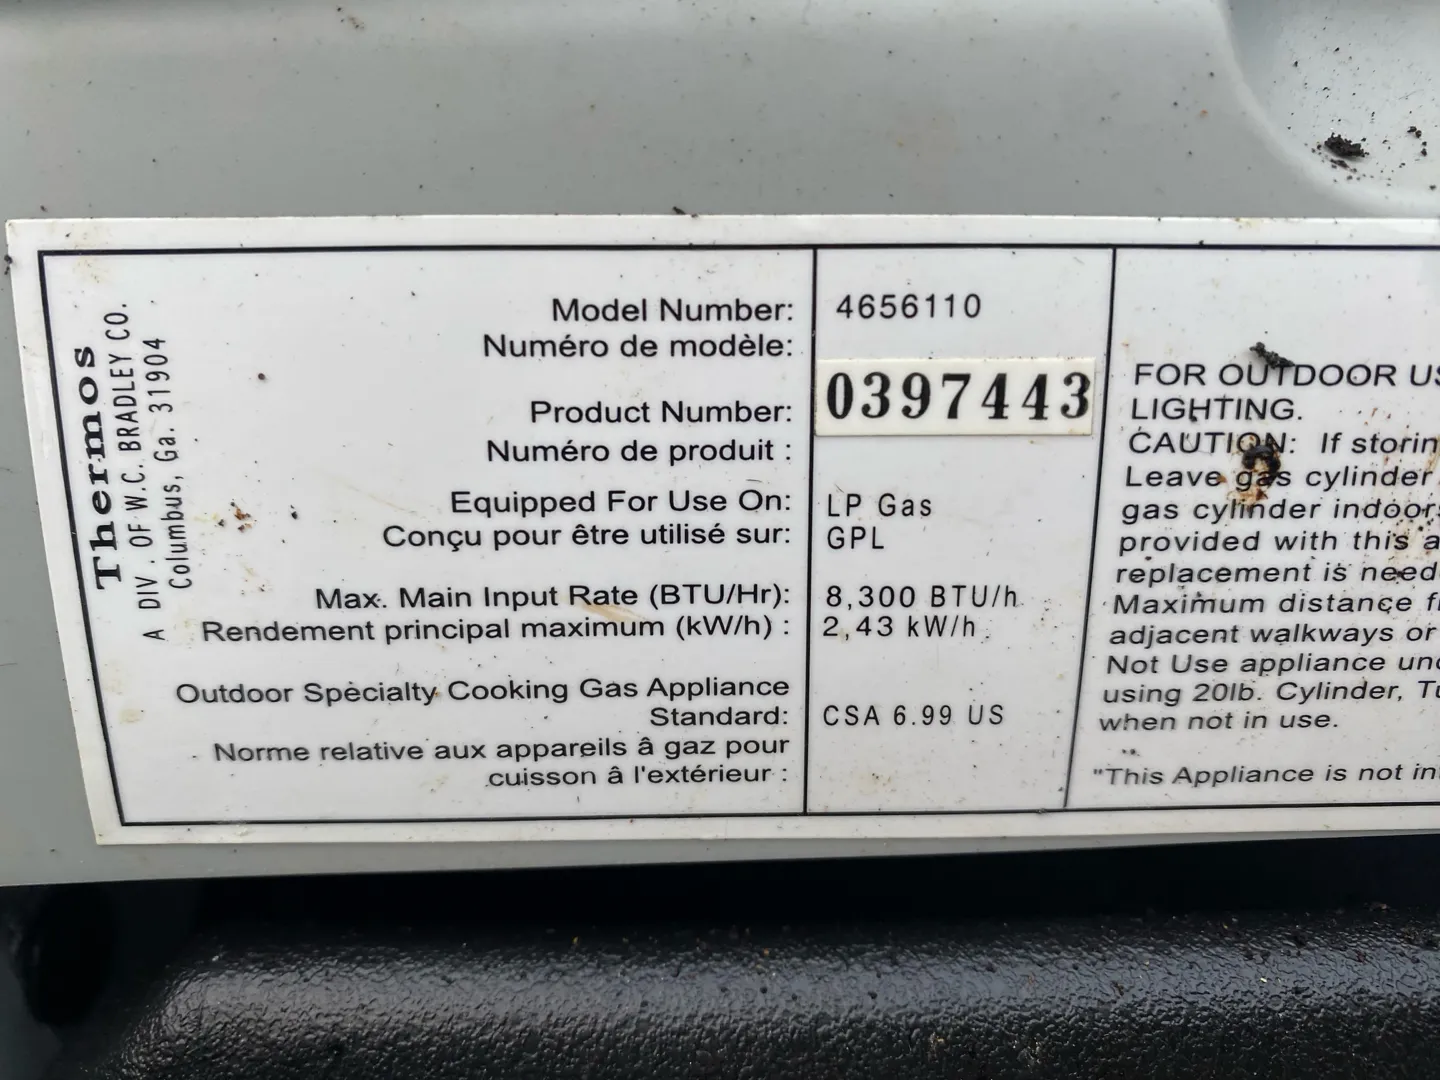 Thermos
A DIV. OF W.C. BRADLEY CO.
Columbus, Ga. 31904
Model Number: 4656110
Numéro de modèle:
Product Number: 0397443
Numéro de produit :
Equipped For Use On: LP Gas
Conçu pour être utilisé sur: GPL
Max. Main Input Rate (BTU/Hr): 8,300 BTU/h
Rendement principal maximum (kW/h) : 2,43 kW/h
Outdoor Specialty Cooking Gas Appliance
Standard: CSA 6.99 US
Norme relative aux appareils â gaz pour
cuisson â l'extérieur :
FOR OUTDOOR
LIGHTING.
CAUTION: If
Leave gas cylinder
gas cylinder
provided with this
replacement is
Maximum distance
adjacent walkways or
Not Use appliance
using 20lb. Cylinder,
when not in use.
"This Appliance is not